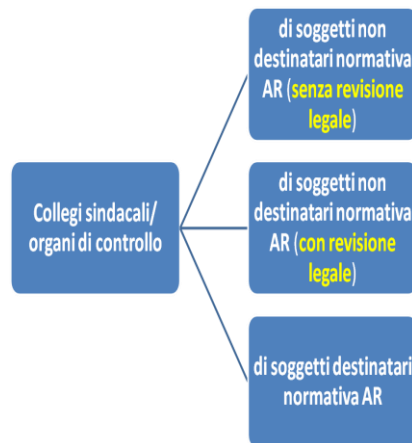 di soggetti non
destinatari normativa
AR (senza revisione
legale)
Collegi sindacali/
organi di controllo
di soggetti non
destinatari normativa
AR (con revisione
legale)
di soggetti destinatari
normativa AR